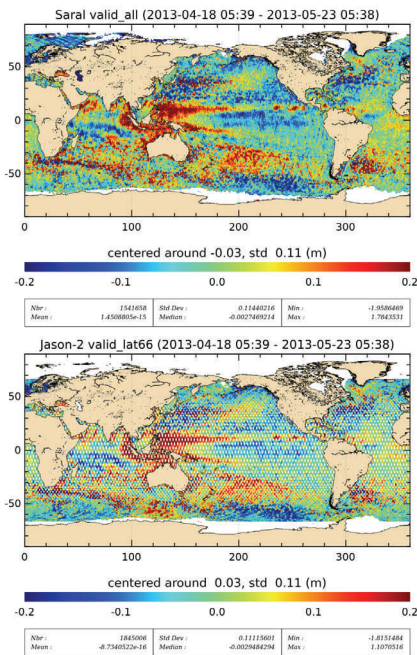 Saral valid_all (2013-04-18 05:39 - 2013-05-23 05:38)
50
0
-50
0 100 200 300
centered around -0.03, std 0.11 (m)
-0.2 -0.1 0.0 0.1 0.2
Nbr : 1541658 Std Dev : 0.11440216 Min : -1.9586469
Mean : 1.4508805e-15 Median : -0.0027469214 Max : 1.7843531
Jason-2 valid_lat66 (2013-04-18 05:39 - 2013-05-23 05:38)
50
0
-50
0 100 200 300
centered around 0.03, std 0.11 (m)
-0.2 -0.1 0.0 0.1 0.2
Nbr : 1845006 Std Dev : 0.11115601 Min : -1.8151484
Mean : -8.7340522e-16 Median : -0.0029484294 Max : 1.1070516